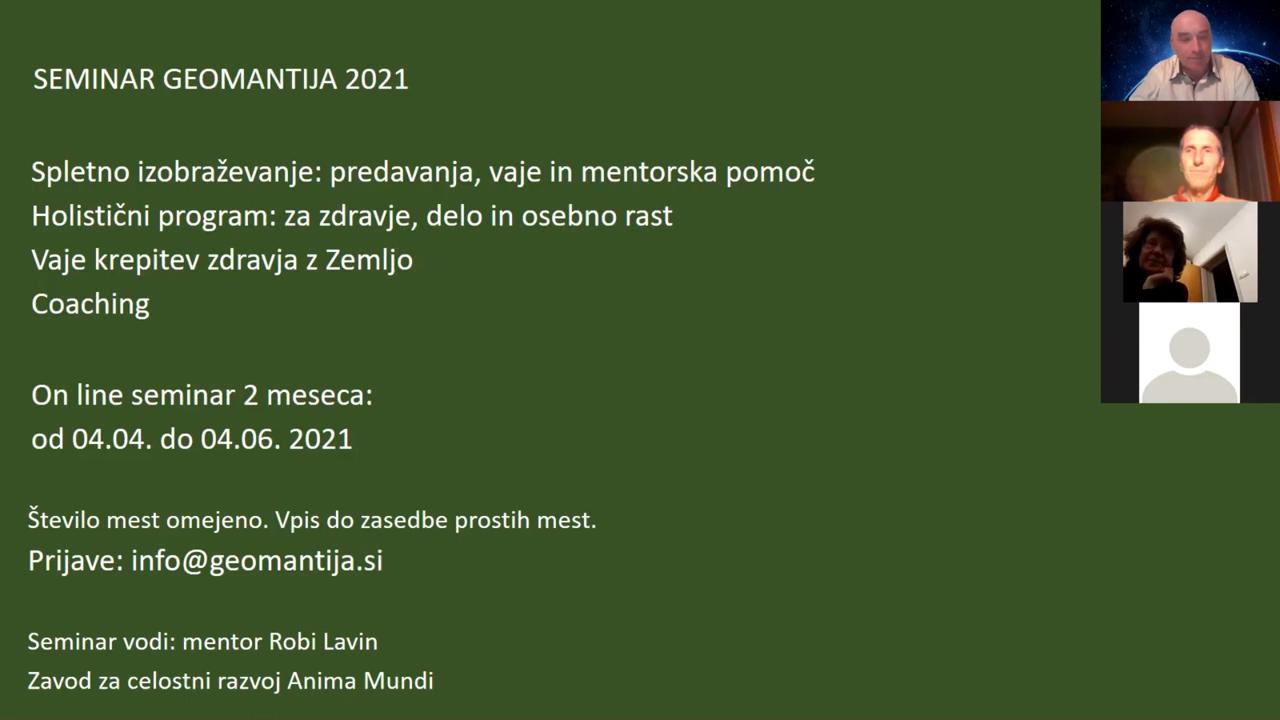 SEMINAR GEOMANTIJA 2021
Spletno izobraževanje: predavanja, vaje in mentorska pomoč
Holistični program: za zdravje, delo in osebno rast
Vaje krepitev zdravja z Zemljo
Coaching
On line seminar 2 meseca:
od 04.04. do 04.06. 2021
Število mest omejeno. Vpis do zasedbe prostih mest.
Prijave: info@geomantija.si
Seminar vodi: mentor Robi Lavin
Zavod za celostni razvoj Anima Mundi